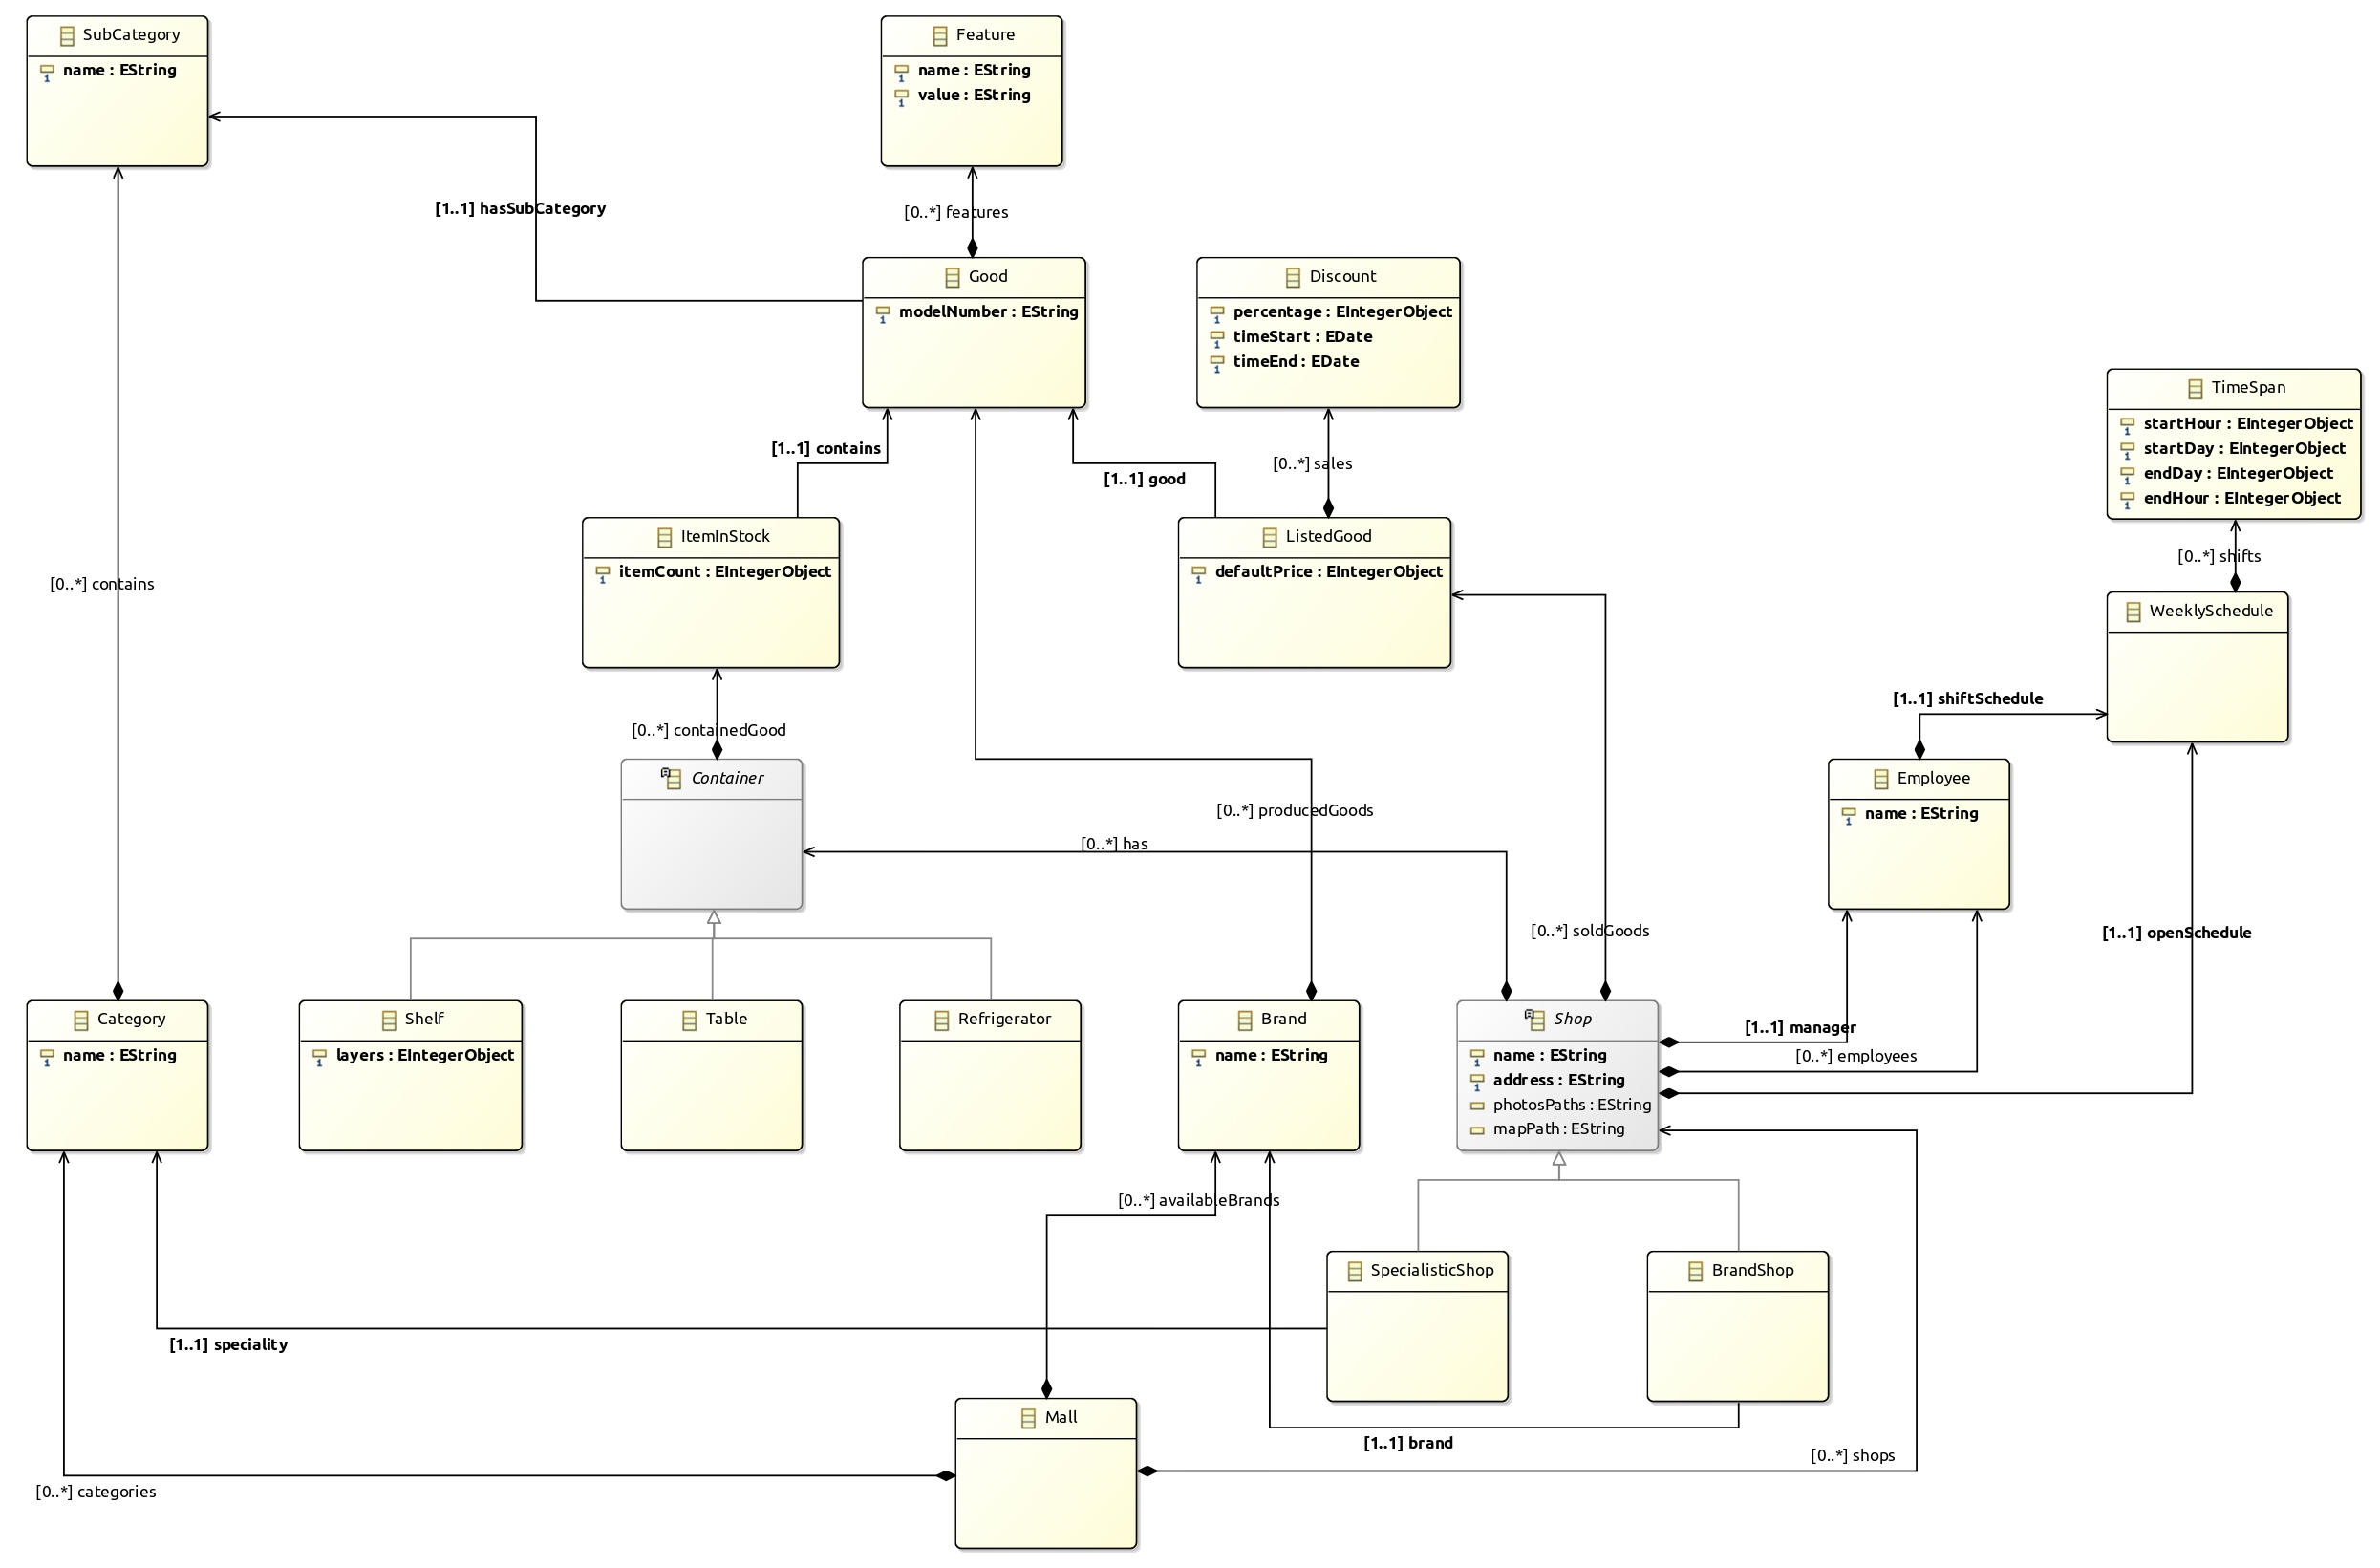 SubCategory
name : EString
Feature
name : EString
value : EString
[1..1] hasSubCategory
[0..*] features
Good
modelNumber : EString
Discount
percentage : EIntegerObject
timeStart : EDate
timeEnd : EDate
TimeSpan
startHour : EIntegerObject
startDay : EIntegerObject
endDay : EIntegerObject
endHour : EIntegerObject
[1..1] contains
[1..1] good
[0..*] sales
ItemInStock
itemCount : EIntegerObject
ListedGood
defaultPrice : EIntegerObject
[0..*] shifts
[0..*] contains
WeeklySchedule
[1..1] shiftSchedule
[0..*] containedGood
Container
Employee
name : EString
[0..*] producedGoods
[0..*] has
[0..*] soldGoods
[1..1] openSchedule
Category
name : EString
Shelf
layers : EIntegerObject
Table
Refrigerator
Brand
name : EString
Shop
name : EString
address : EString
photosPaths : EString
mapPath : EString
[1..1] manager
[0..*] employees
[0..*] availableBrands
SpecialisticShop
BrandShop
[1..1] speciality
Mall
[1..1] brand
[0..*] shops
[0..*] categories